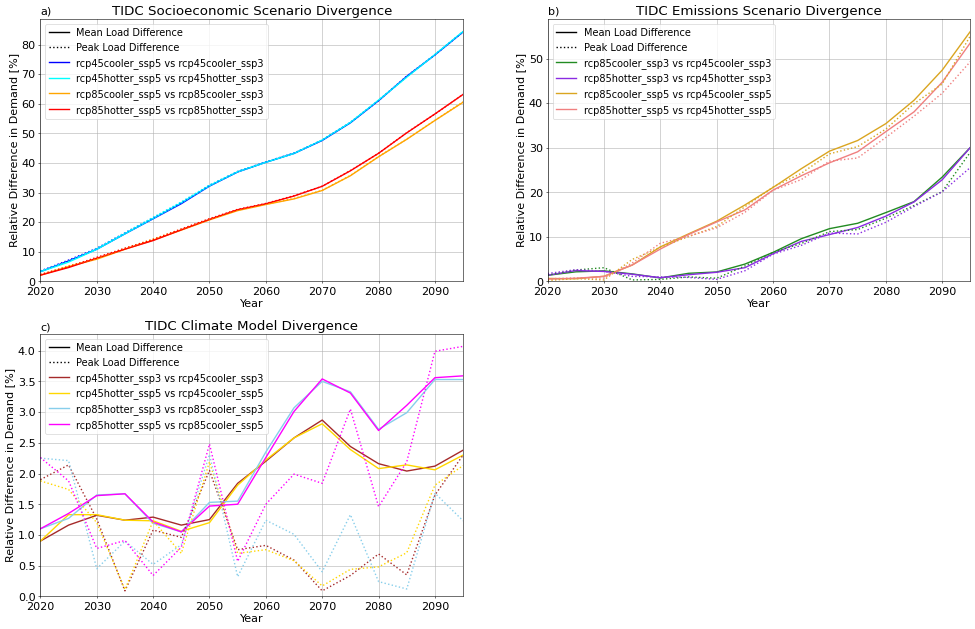 a)
TIDC Socioeconomic Scenario Divergence
Relative Difference in Demand [%]
80
70
60
50
40
30
20
10
0
Mean Load Difference
Peak Load Difference
rcp45cooler_ssp5 vs rcp45cooler_ssp3
rcp45hotter_ssp5 vs rcp45hotter_ssp3
rcp85cooler_ssp5 vs rcp85cooler_ssp3
rcp85hotter_ssp5 vs rcp85hotter_ssp3
2020 2030 2040 2050 2060 2070 2080 2090
Year
b)
TIDC Emissions Scenario Divergence
Relative Difference in Demand [%]
50
40
30
20
10
0
Mean Load Difference
Peak Load Difference
rcp85cooler_ssp3 vs rcp45cooler_ssp3
rcp85hotter_ssp3 vs rcp45hotter_ssp3
rcp85cooler_ssp5 vs rcp45cooler_ssp5
rcp85hotter_ssp5 vs rcp45hotter_ssp5
2020 2030 2040 2050 2060 2070 2080 2090
Year
c)
TIDC Climate Model Divergence
Relative Difference in Demand [%]
4.0
3.5
3.0
2.5
2.0
1.5
1.0
0.5
0.0
Mean Load Difference
Peak Load Difference
rcp45hotter_ssp3 vs rcp45cooler_ssp3
rcp45hotter_ssp5 vs rcp45cooler_ssp5
rcp85hotter_ssp3 vs rcp85cooler_ssp3
rcp85hotter_ssp5 vs rcp85cooler_ssp5
2020 2030 2040 2050 2060 2070 2080 2090
Year